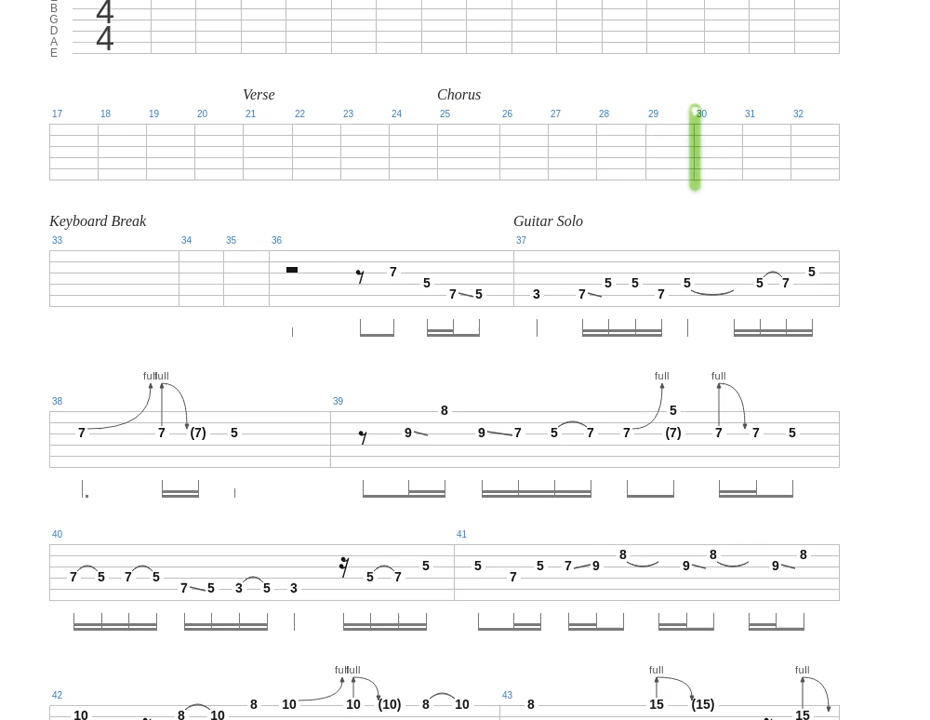 B
G
D
A
E
4
4
Verse Chorus
17 18 19 20 21 22 23 24 25 26 27 28 29 30 31 32
Keyboard Break Guitar Solo
33 34 35 36 37
7 5 5 5 7 5
5 5 5 7
7 5 3 7 7
full full full full
38 39
8 5
7 7 (7) 5 9 9 7 5 7 7 (7) 7 7 5
40 41
8 8 8
5 5 5 7 9 9 9
7 5 7 5 5 7 7
7 5 3 5 3
full full full full
42 43
8 10 10 (10) 8 10 8 15 (15)
10 8 10 15